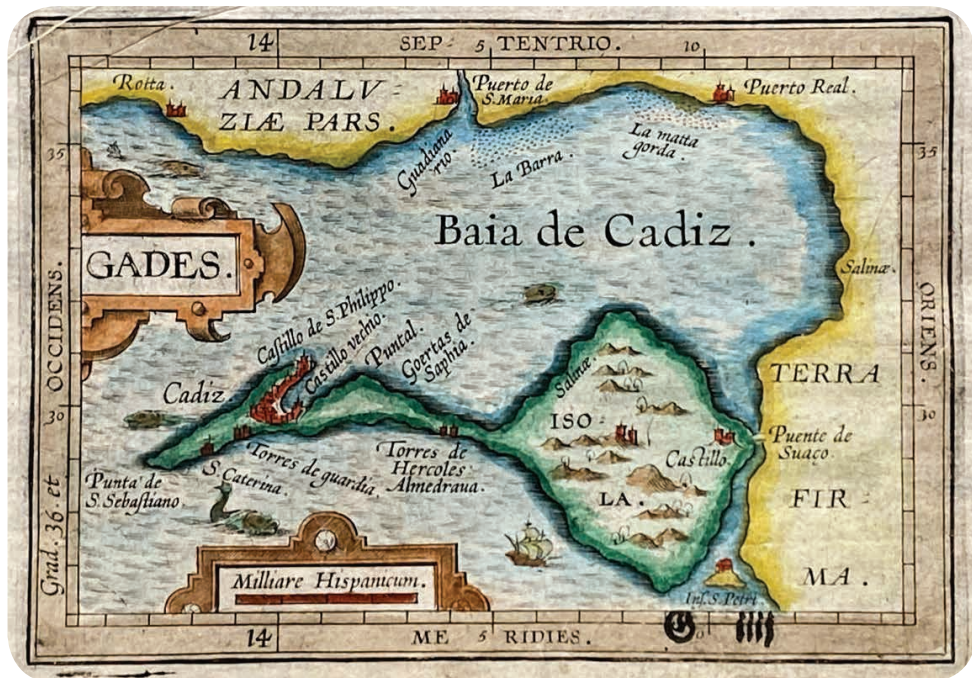 14 SEP- 5 TENTRIO. 10
Rotta.
ANDALV-
ZIÆ PARS.
Puerto de
S. Maria.
Puerto Real.
35
35
Guadiana
rio.
La Barra.
La matta
gorda.
Baia de Cadiz.
GADES.
Salinæ.
OCCIDENS.
ORIENS.
Castillo de S. Philippo.
Castillo vecho.
Puntal.
Goertas de
Saphia.
Cadiz.
Salinæ.
TERRA
30
30
ISO-
Castillo.
LA.
Puente de
Suaço.
FIR-
MA.
Punta de
S. Sebastiano.
S. Caterina.
Torres de guardia.
Torres de
Hercoles
Almedraua.
Grad. 36. et
Milliare Hispanicum.
Inf. S. Petri.
14 ME 5 RIDIES.